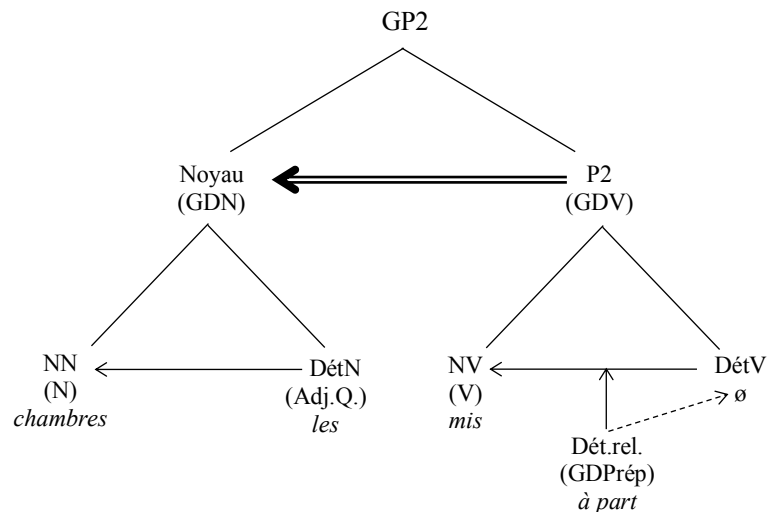 GP2
Noyau P2
(GDN) (GDV)
NN DétN NV DétV
(N) (Adj.Q.) (V) ø
chambres les mis
Dét.rel.
(GDPrép)
à part